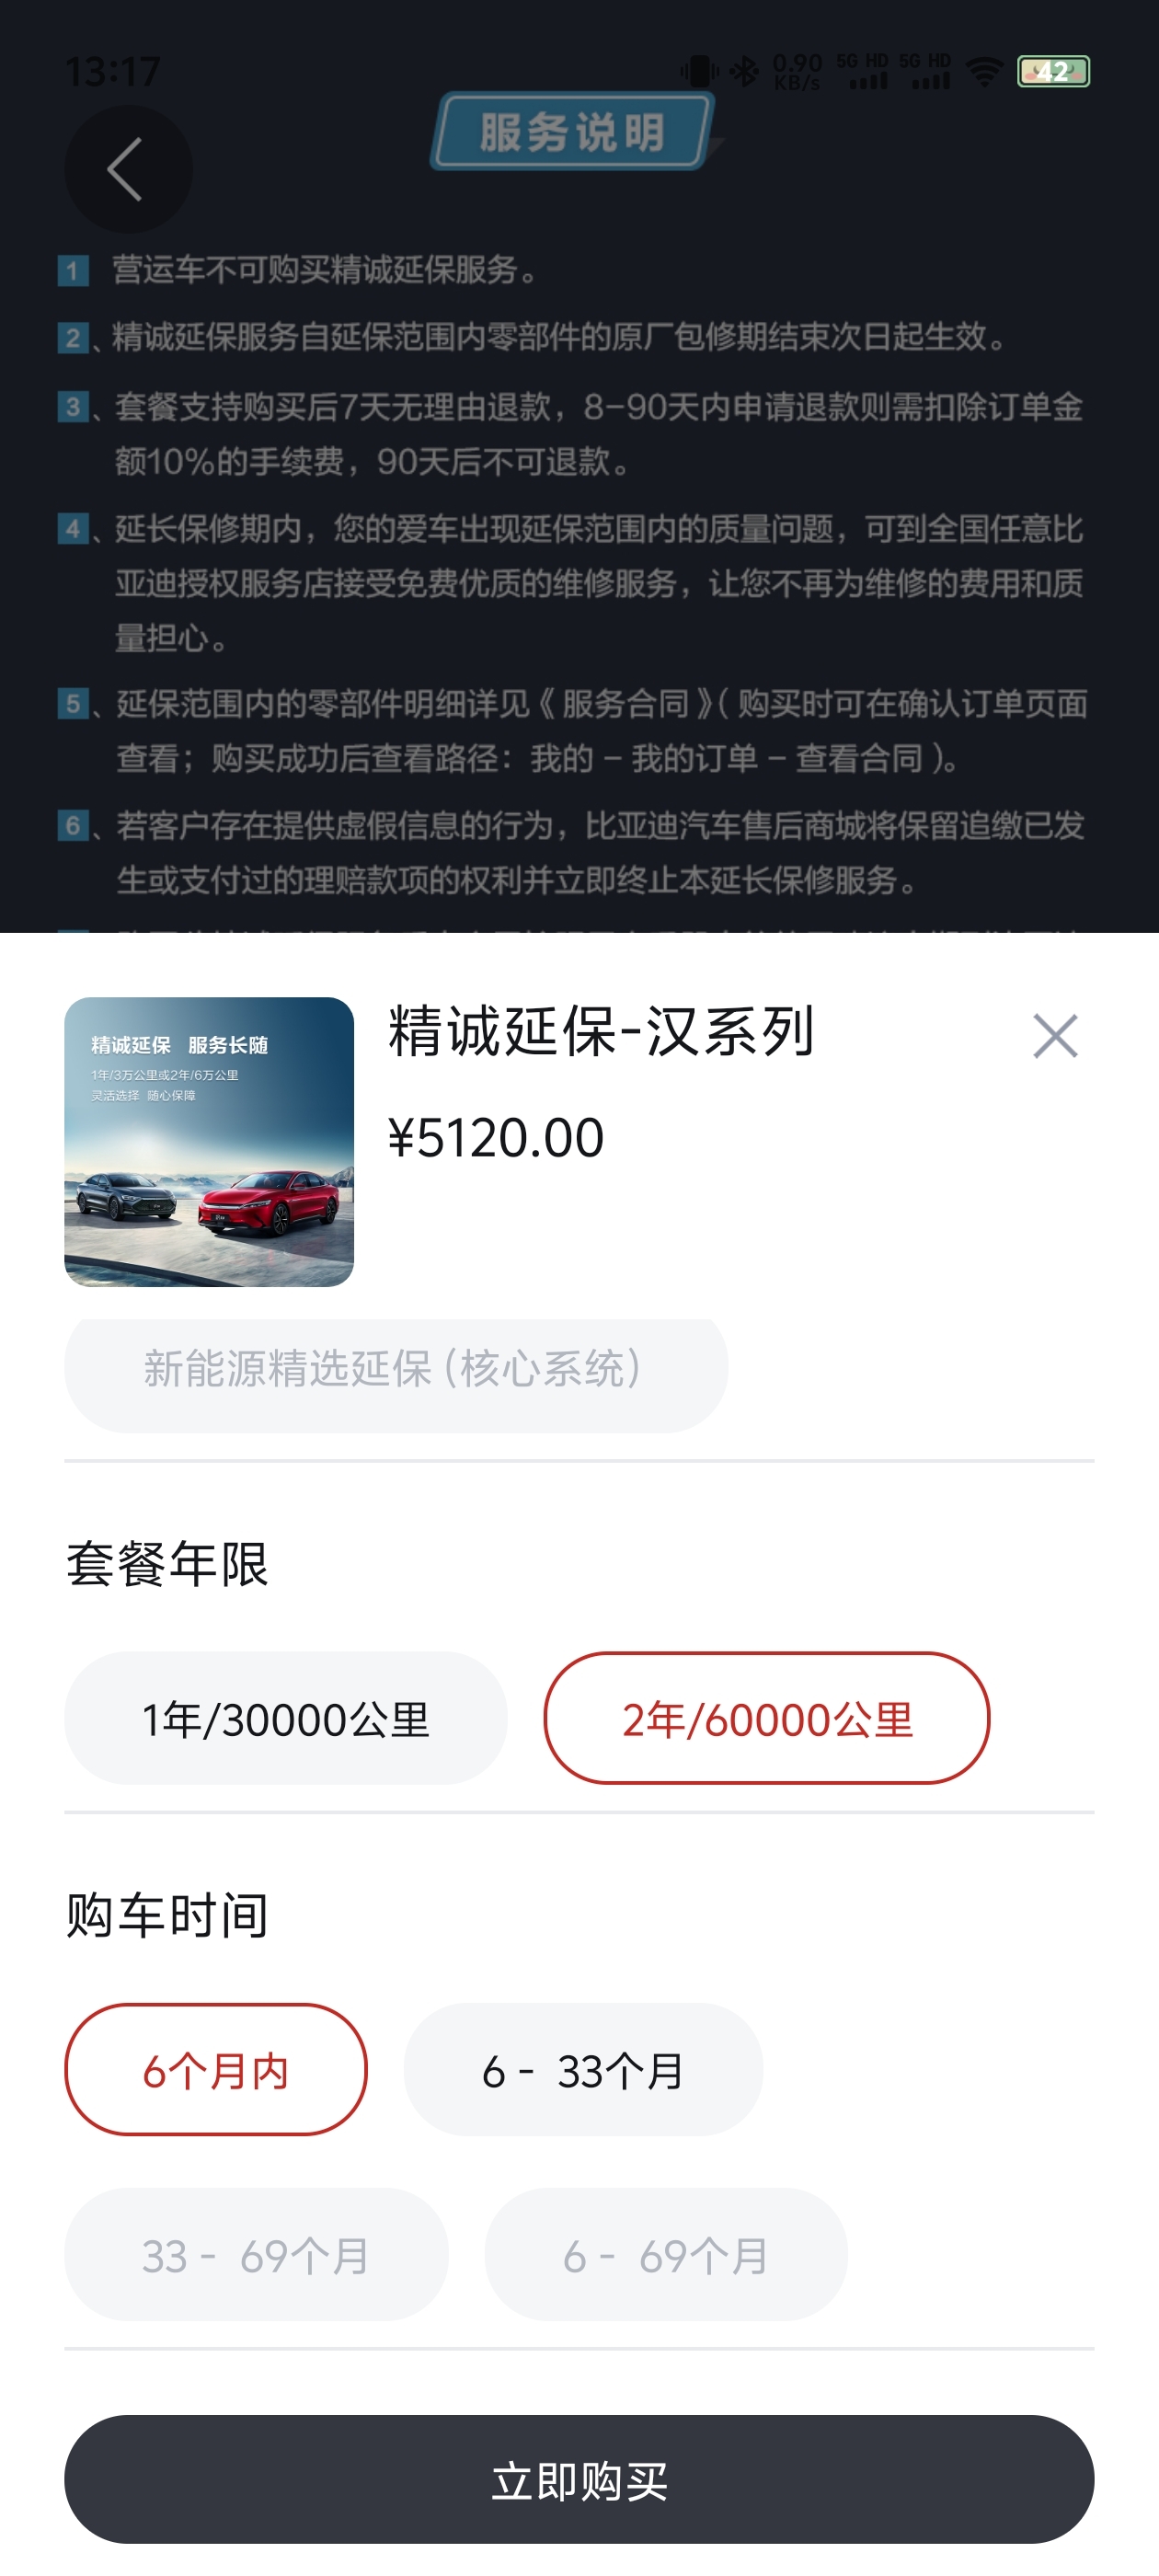 13:17
0.90 KB/s 5G HD 5G HD 42
服务说明
1 营运车不可购买精诚延保服务。
2、精诚延保服务自延保范围内零部件的原厂包修期结束次日起生效。
3、套餐支持购买后7天无理由退款，8-90天内申请退款则需扣除订单金
额10%的手续费，90天后不可退款。
4、延长保修期内，您的爱车出现延保范围内的质量问题，可到全国任意比
亚迪授权服务店接受免费优质的维修服务，让您不再为维修的费用和质
量担心。
5、延保范围内的零部件明细详见《服务合同》(购买时可在确认订单页面
查看；购买成功后查看路径：我的 - 我的订单 - 查看合同)。
6、若客户存在提供虚假信息的行为，比亚迪汽车售后商城将保留追缴已发
生或支付过的理赔款项的权利并立即终止本延长保修服务。
精诚延保 服务长随
1年/3万公里或2年/6万公里
灵活选择 随心保障
精诚延保-汉系列
¥5120.00
新能源精选延保(核心系统)
套餐年限
1年/30000公里
2年/60000公里
购车时间
6个月内
6 - 33个月
33 - 69个月
6 - 69个月
立即购买